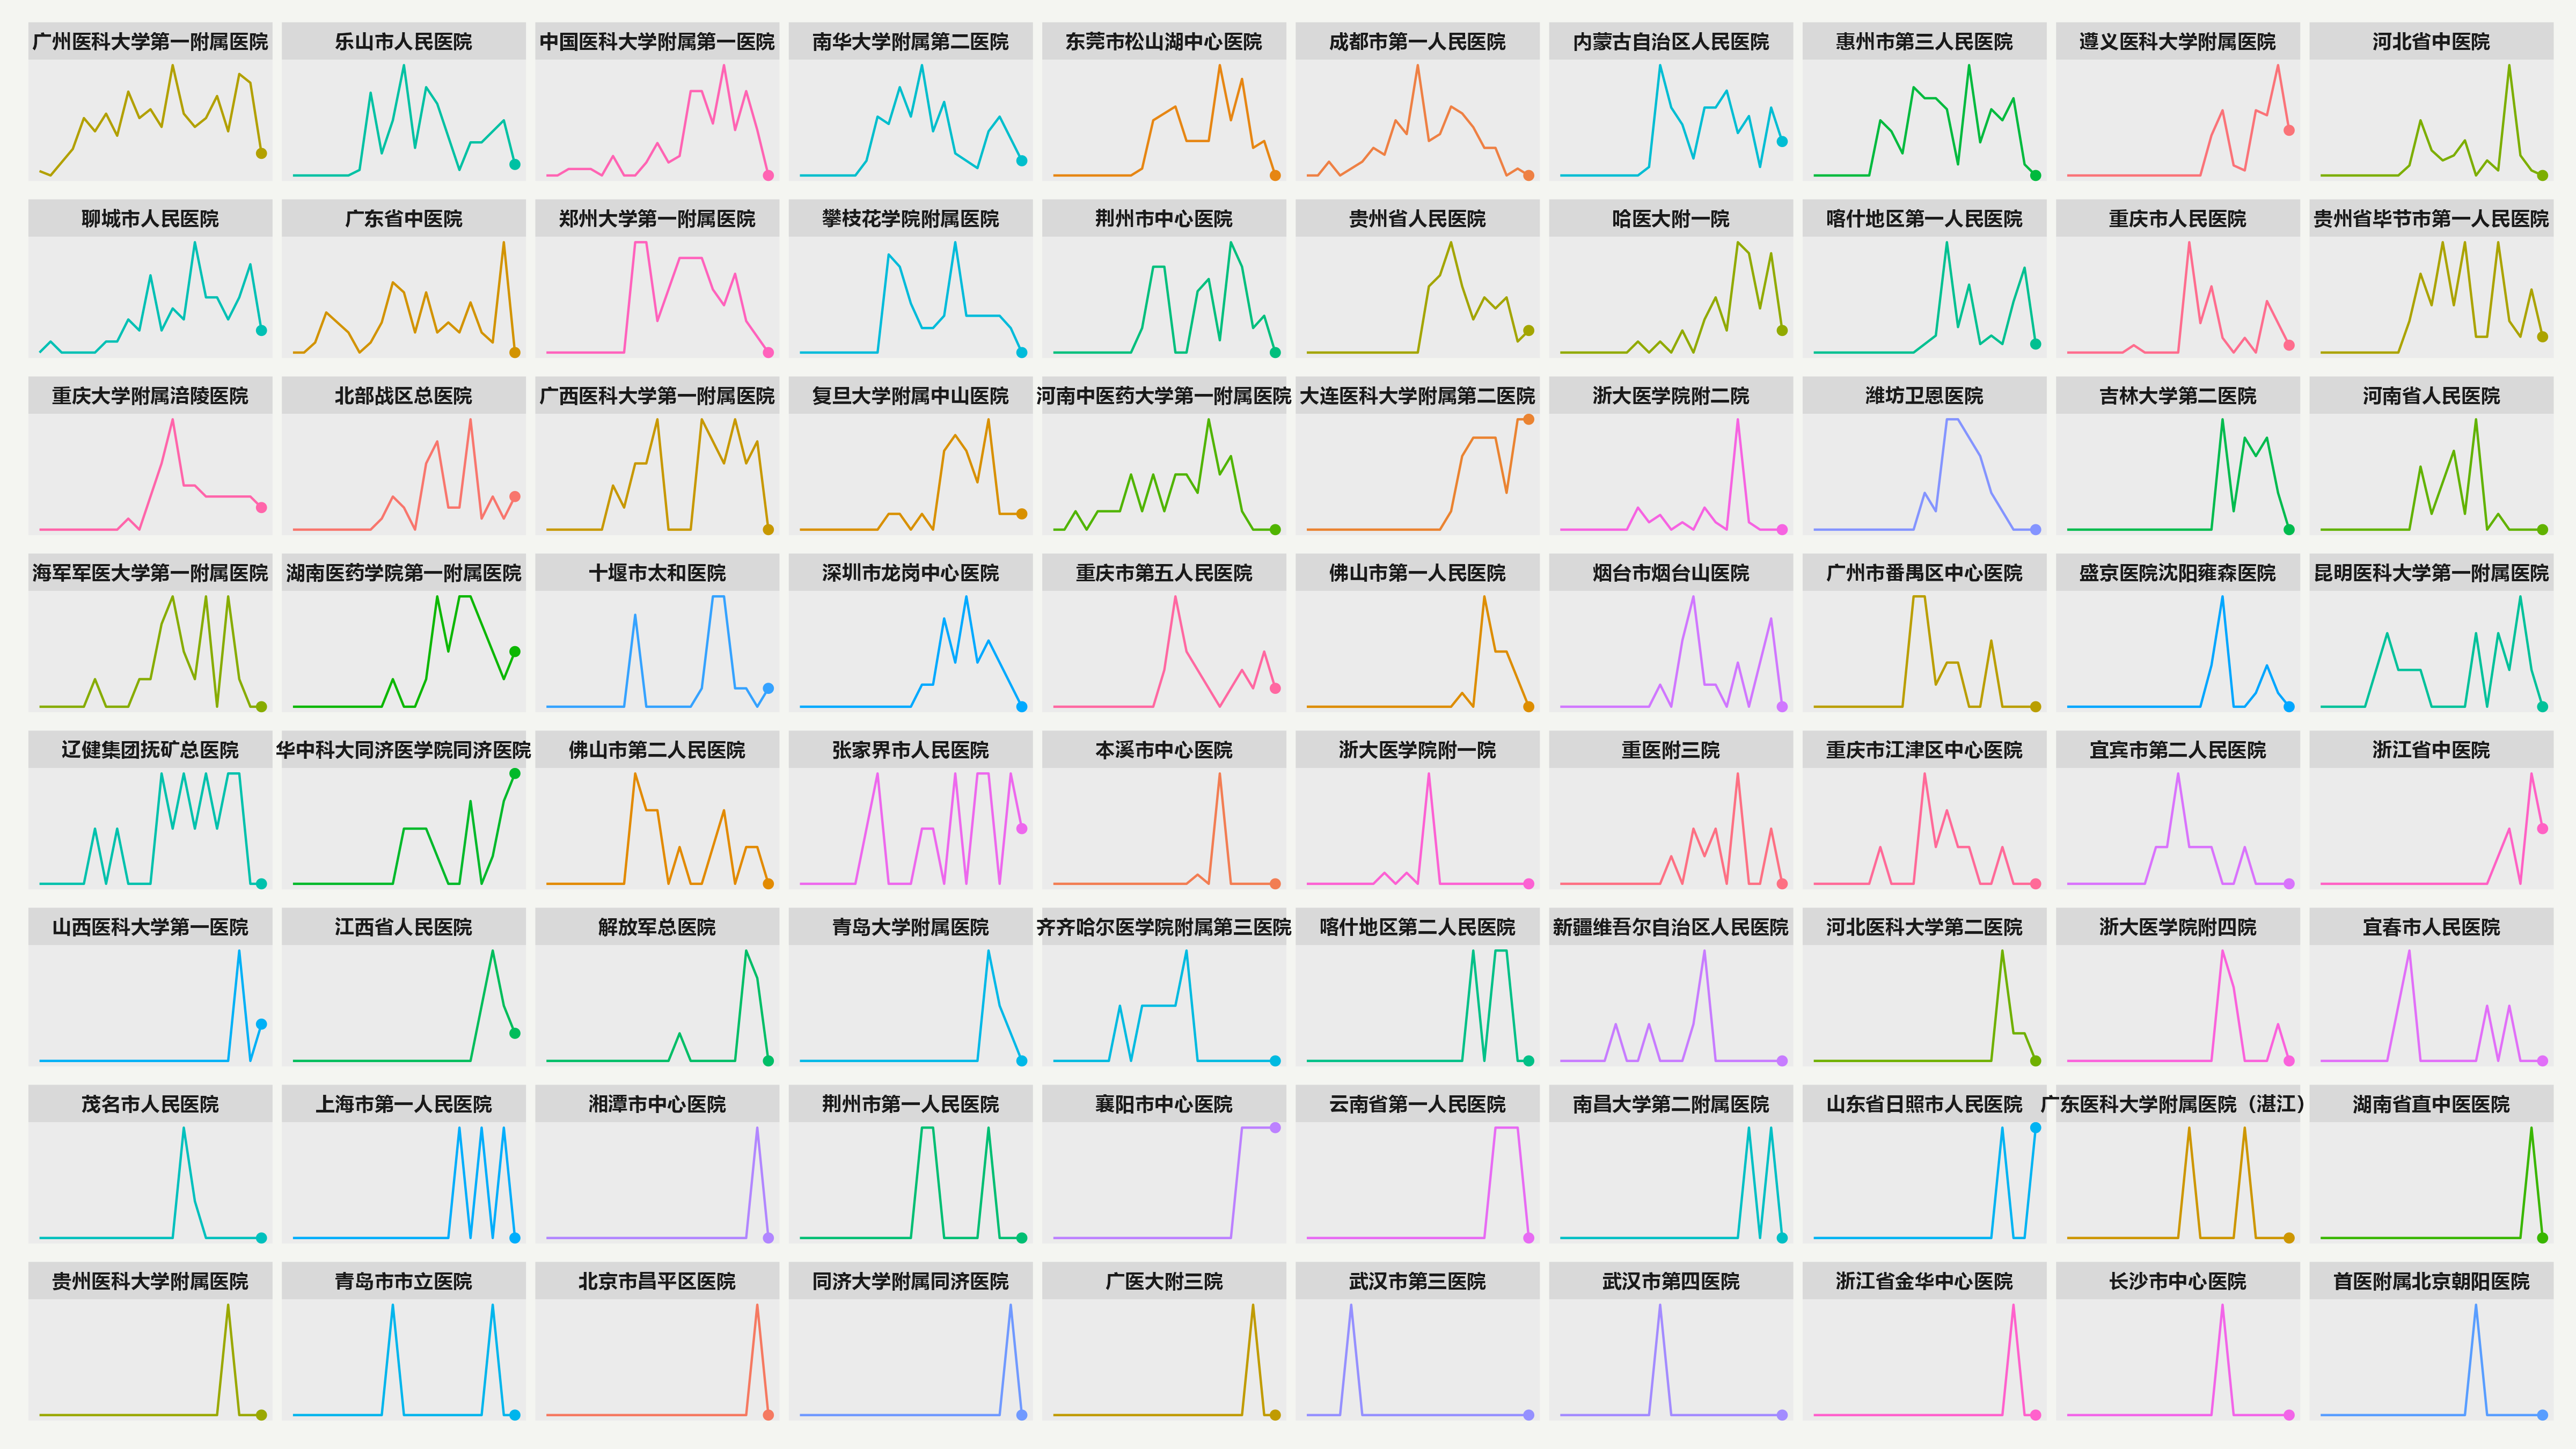 广州医科大学第一附属医院
乐山市人民医院
中国医科大学附属第一医院
南华大学附属第二医院
东莞市松山湖中心医院
成都市第一人民医院
内蒙古自治区人民医院
惠州市第三人民医院
遵义医科大学附属医院
河北省中医院
聊城市人民医院
广东省中医院
郑州大学第一附属医院
攀枝花学院附属医院
荆州市中心医院
贵州省人民医院
哈医大附一院
喀什地区第一人民医院
重庆市人民医院
贵州省毕节市第一人民医院
重庆大学附属涪陵医院
北部战区总医院
广西医科大学第一附属医院
复旦大学附属中山医院
河南中医药大学第一附属医院
大连医科大学附属第二医院
浙大医学院附二院
潍坊卫恩医院
吉林大学第二医院
河南省人民医院
海军军医大学第一附属医院
湖南医药学院第一附属医院
十堰市太和医院
深圳市龙岗中心医院
重庆市第五人民医院
佛山市第一人民医院
烟台市烟台山医院
广州市番禺区中心医院
盛京医院沈阳雍森医院
昆明医科大学第一附属医院
辽健集团抚矿总医院
华中科大同济医学院同济医院
佛山市第二人民医院
张家界市人民医院
本溪市中心医院
浙大医学院附一院
重医附三院
重庆市江津区中心医院
宜宾市第二人民医院
浙江省中医院
山西医科大学第一医院
江西省人民医院
解放军总医院
青岛大学附属医院
齐齐哈尔医学院附属第三医院
喀什地区第二人民医院
新疆维吾尔自治区人民医院
河北医科大学第二医院
浙大医学院附四院
宜春市人民医院
茂名市人民医院
上海市第一人民医院
湘潭市中心医院
荆州市第一人民医院
襄阳市中心医院
云南省第一人民医院
南昌大学第二附属医院
山东省日照市人民医院
广东医科大学附属医院（湛江）
湖南省直中医医院
贵州医科大学附属医院
青岛市市立医院
北京市昌平区医院
同济大学附属同济医院
广医大附三院
武汉市第三医院
武汉市第四医院
浙江省金华中心医院
长沙市中心医院
首医附属北京朝阳医院